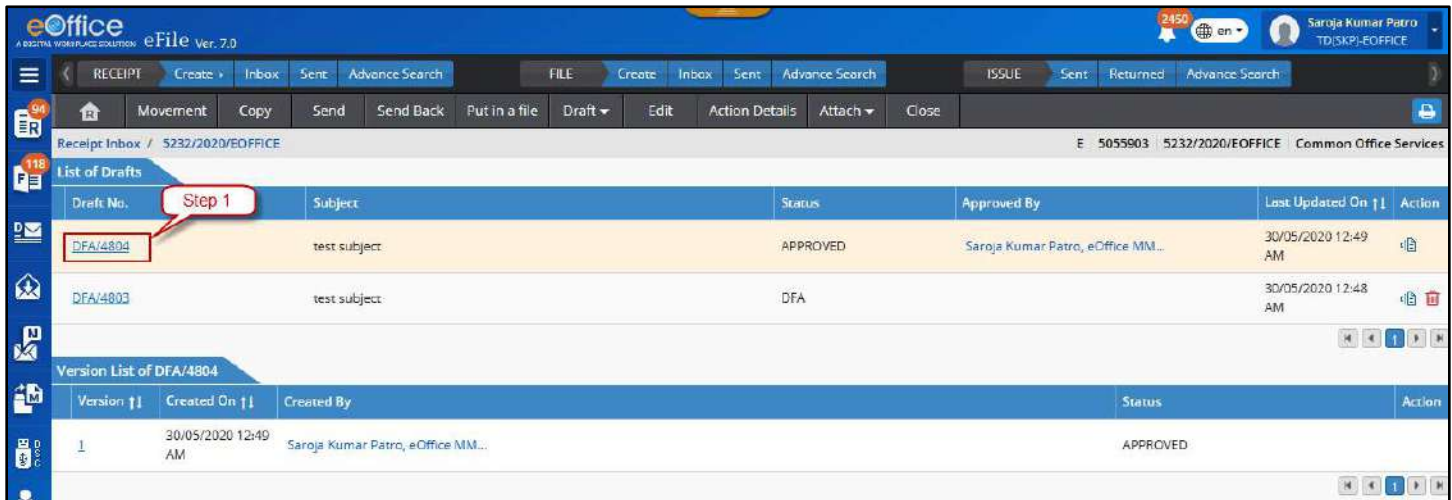 eOffice
A DIGITAL WORKPLACE SOLUTION eFile Ver. 7.0
2450 en Saroja Kumar Patro
TD(SKP)-EOFFICE
RECEIPT Create Inbox Sent Advance Search FILE Create Inbox Sent Advance Search ISSUE Sent Returned Advance Search
R Movement Copy Send Send Back Put in a file Draft Edit Action Details Attach Close
94 R
Receipt Inbox / 5232/2020/EOFFICE E 5055903 5232/2020/EOFFICE Common Office Services
118 F
List of Drafts
Draft No. Subject Status Approved By Last Updated On Action
Step 1
D
DFA/4804 test subject APPROVED Saroja Kumar Patro, eOffice MM... 30/05/2020 12:49
AM
DFA/4803 test subject DFA 30/05/2020 12:48
AM
1
N
Version List of DFA/4804
M
Version Created On Created By Status Action
DSC
1 30/05/2020 12:49 Saroja Kumar Patro, eOffice MM... APPROVED
AM
1